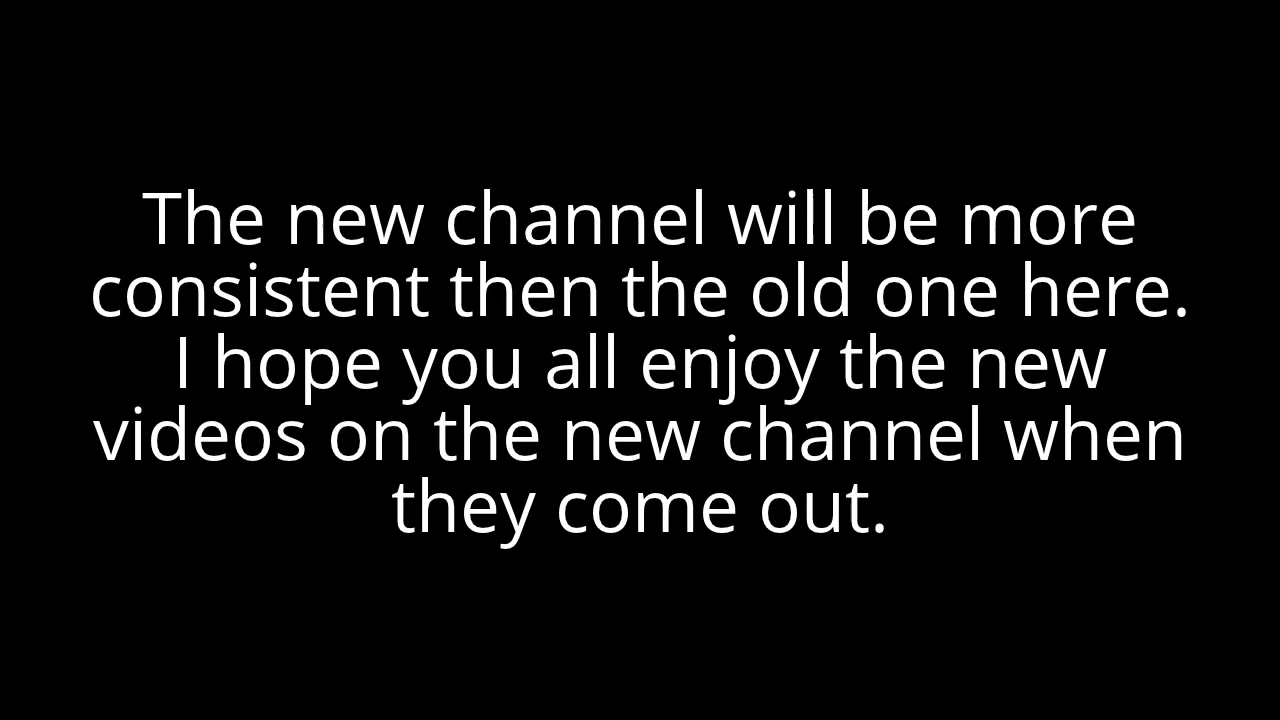 The new channel will be more
consistent then the old one here.
I hope you all enjoy the new
videos on the new channel when
they come out.